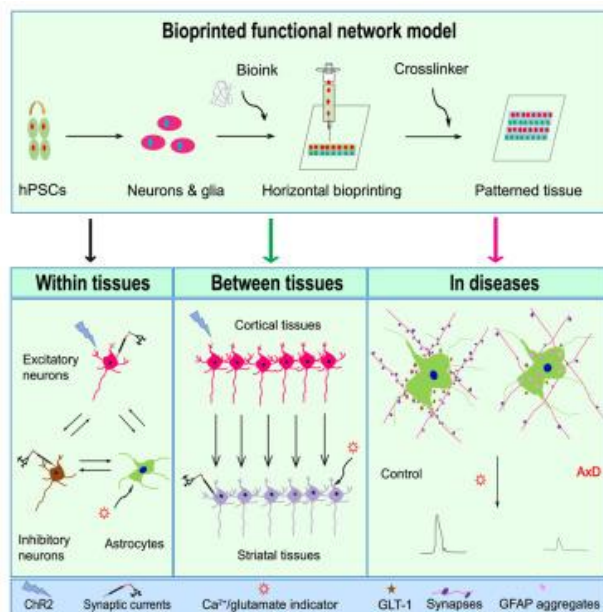 Bioprinted functional network model
Bioink
Crosslinker
hPSCs
Neurons & glia
Horizontal bioprinting
Patterned tissue
Within tissues
Between tissues
In diseases
Excitatory
neurons
Inhibitory
neurons
Astrocytes
Cortical tissues
Striatal tissues
Control
AxD
ChR2
Synaptic currents
Ca²⁺/glutamate indicator
GLT-1
Synapses
GFAP aggregates